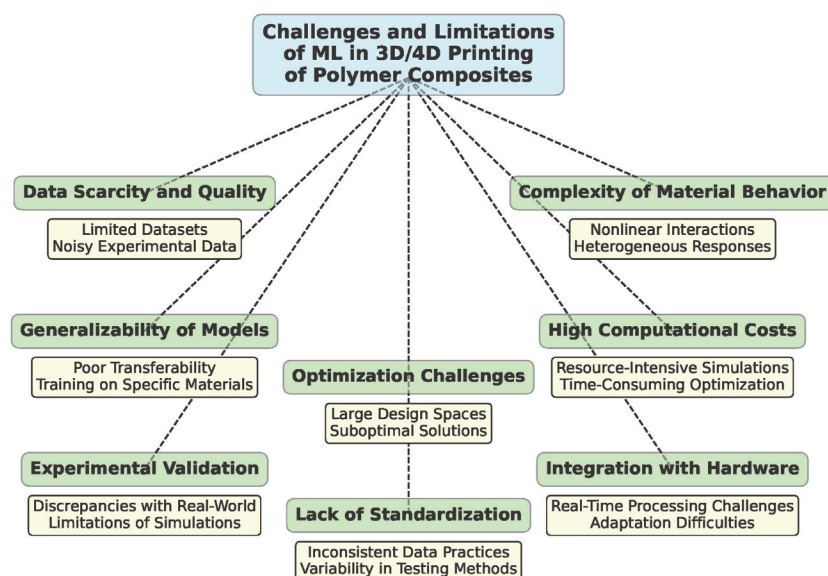 Challenges and Limitations
of ML in 3D/4D Printing
of Polymer Composites
Data Scarcity and Quality
Limited Datasets
Noisy Experimental Data
Complexity of Material Behavior
Nonlinear Interactions
Heterogeneous Responses
Generalizability of Models
Poor Transferability
Training on Specific Materials
High Computational Costs
Resource-Intensive Simulations
Time-Consuming Optimization
Optimization Challenges
Large Design Spaces
Suboptimal Solutions
Experimental Validation
Discrepancies with Real-World
Limitations of Simulations
Integration with Hardware
Real-Time Processing Challenges
Adaptation Difficulties
Lack of Standardization
Inconsistent Data Practices
Variability in Testing Methods